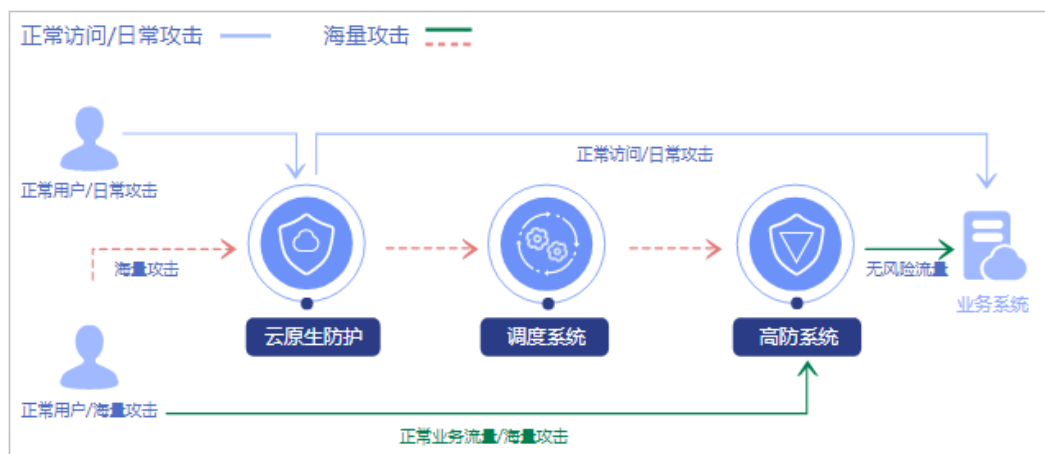 正常访问/日常攻击
海量攻击
正常访问/日常攻击
正常用户/日常攻击
海量攻击
无风险流量
业务系统
云原生防护
调度系统
高防系统
正常用户/海量攻击
正常业务流量/海量攻击